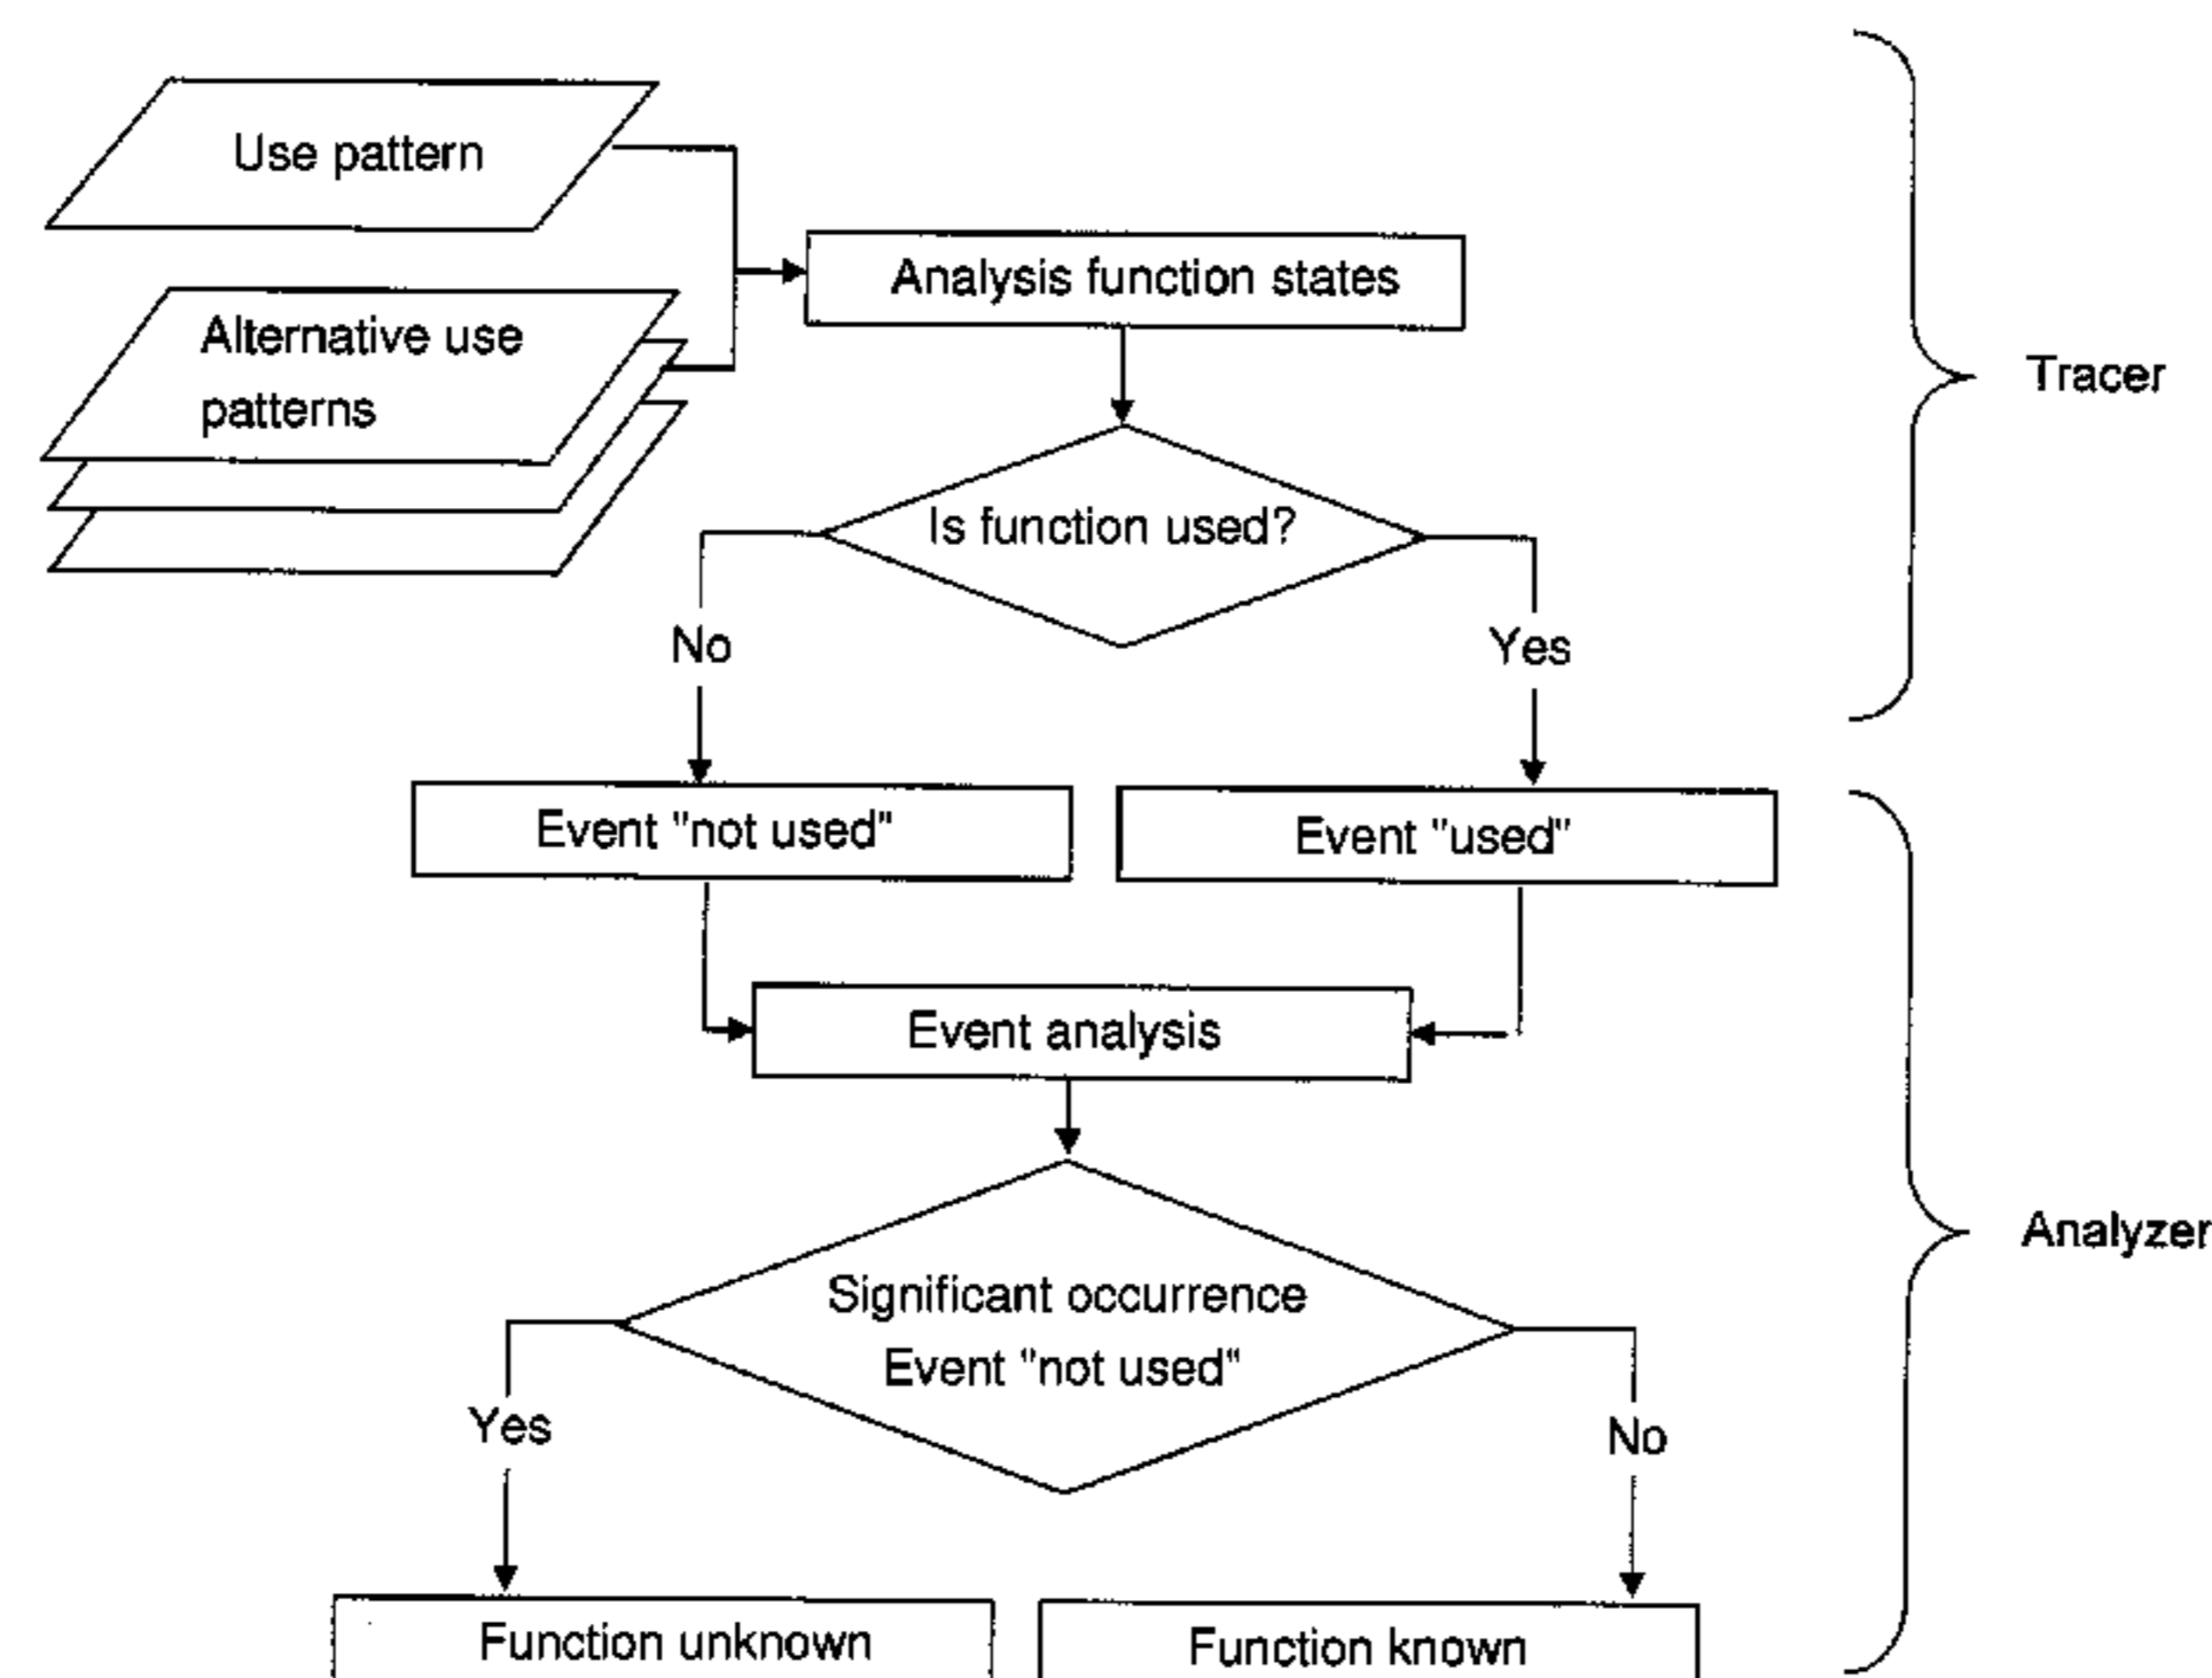 Use pattern
Analysis function states
Alternative use
patterns
Tracer
Is function used?
No
Yes
Event "not used"
Event "used"
Event analysis
Analyzer
Significant occurrence
Event "not used"
Yes
No
Function unknown
Function known